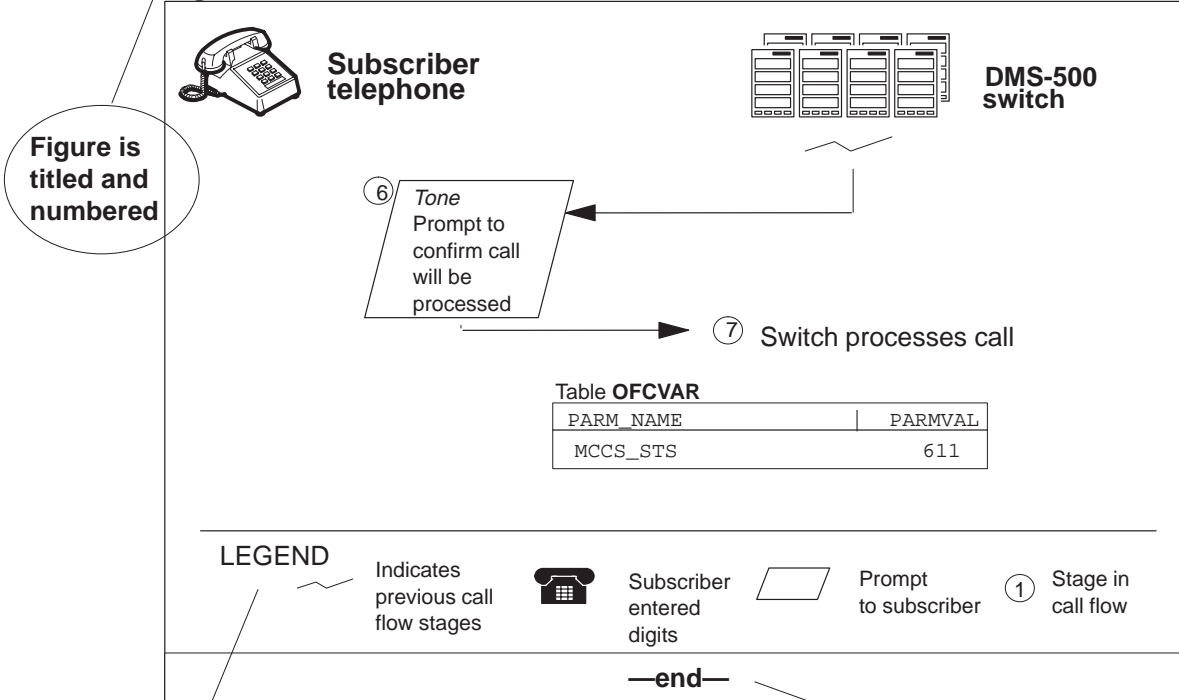 Subscriber
telephone
DMS-500
switch
Figure is
titled and
numbered
6
Tone
Prompt to
confirm call
will be
processed
7 Switch processes call
Table OFCVAR
PARM_NAME | PARMVAL
MCCS_STS 611
LEGEND
Indicates
previous call
flow stages
Subscriber
entered
digits
Prompt
to subscriber
1
Stage in
call flow
—end—